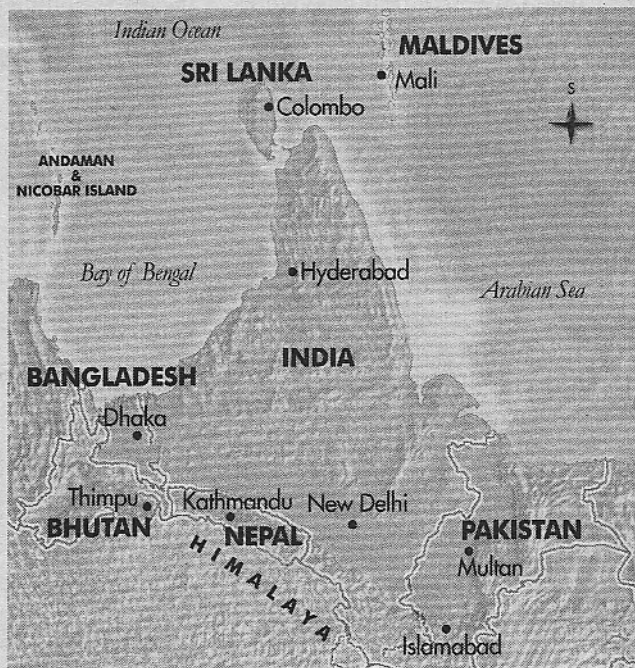 Indian Ocean
MALDIVES
SRI LANKA
Mali
Colombo
S
ANDAMAN
&
NICOBAR ISLAND
Bay of Bengal
Hyderabad
Arabian Sea
INDIA
BANGLADESH
Dhaka
Thimpu
Kathmandu
New Delhi
BHUTAN
NEPAL
PAKISTAN
Multan
HIMALAYA
Islamabad